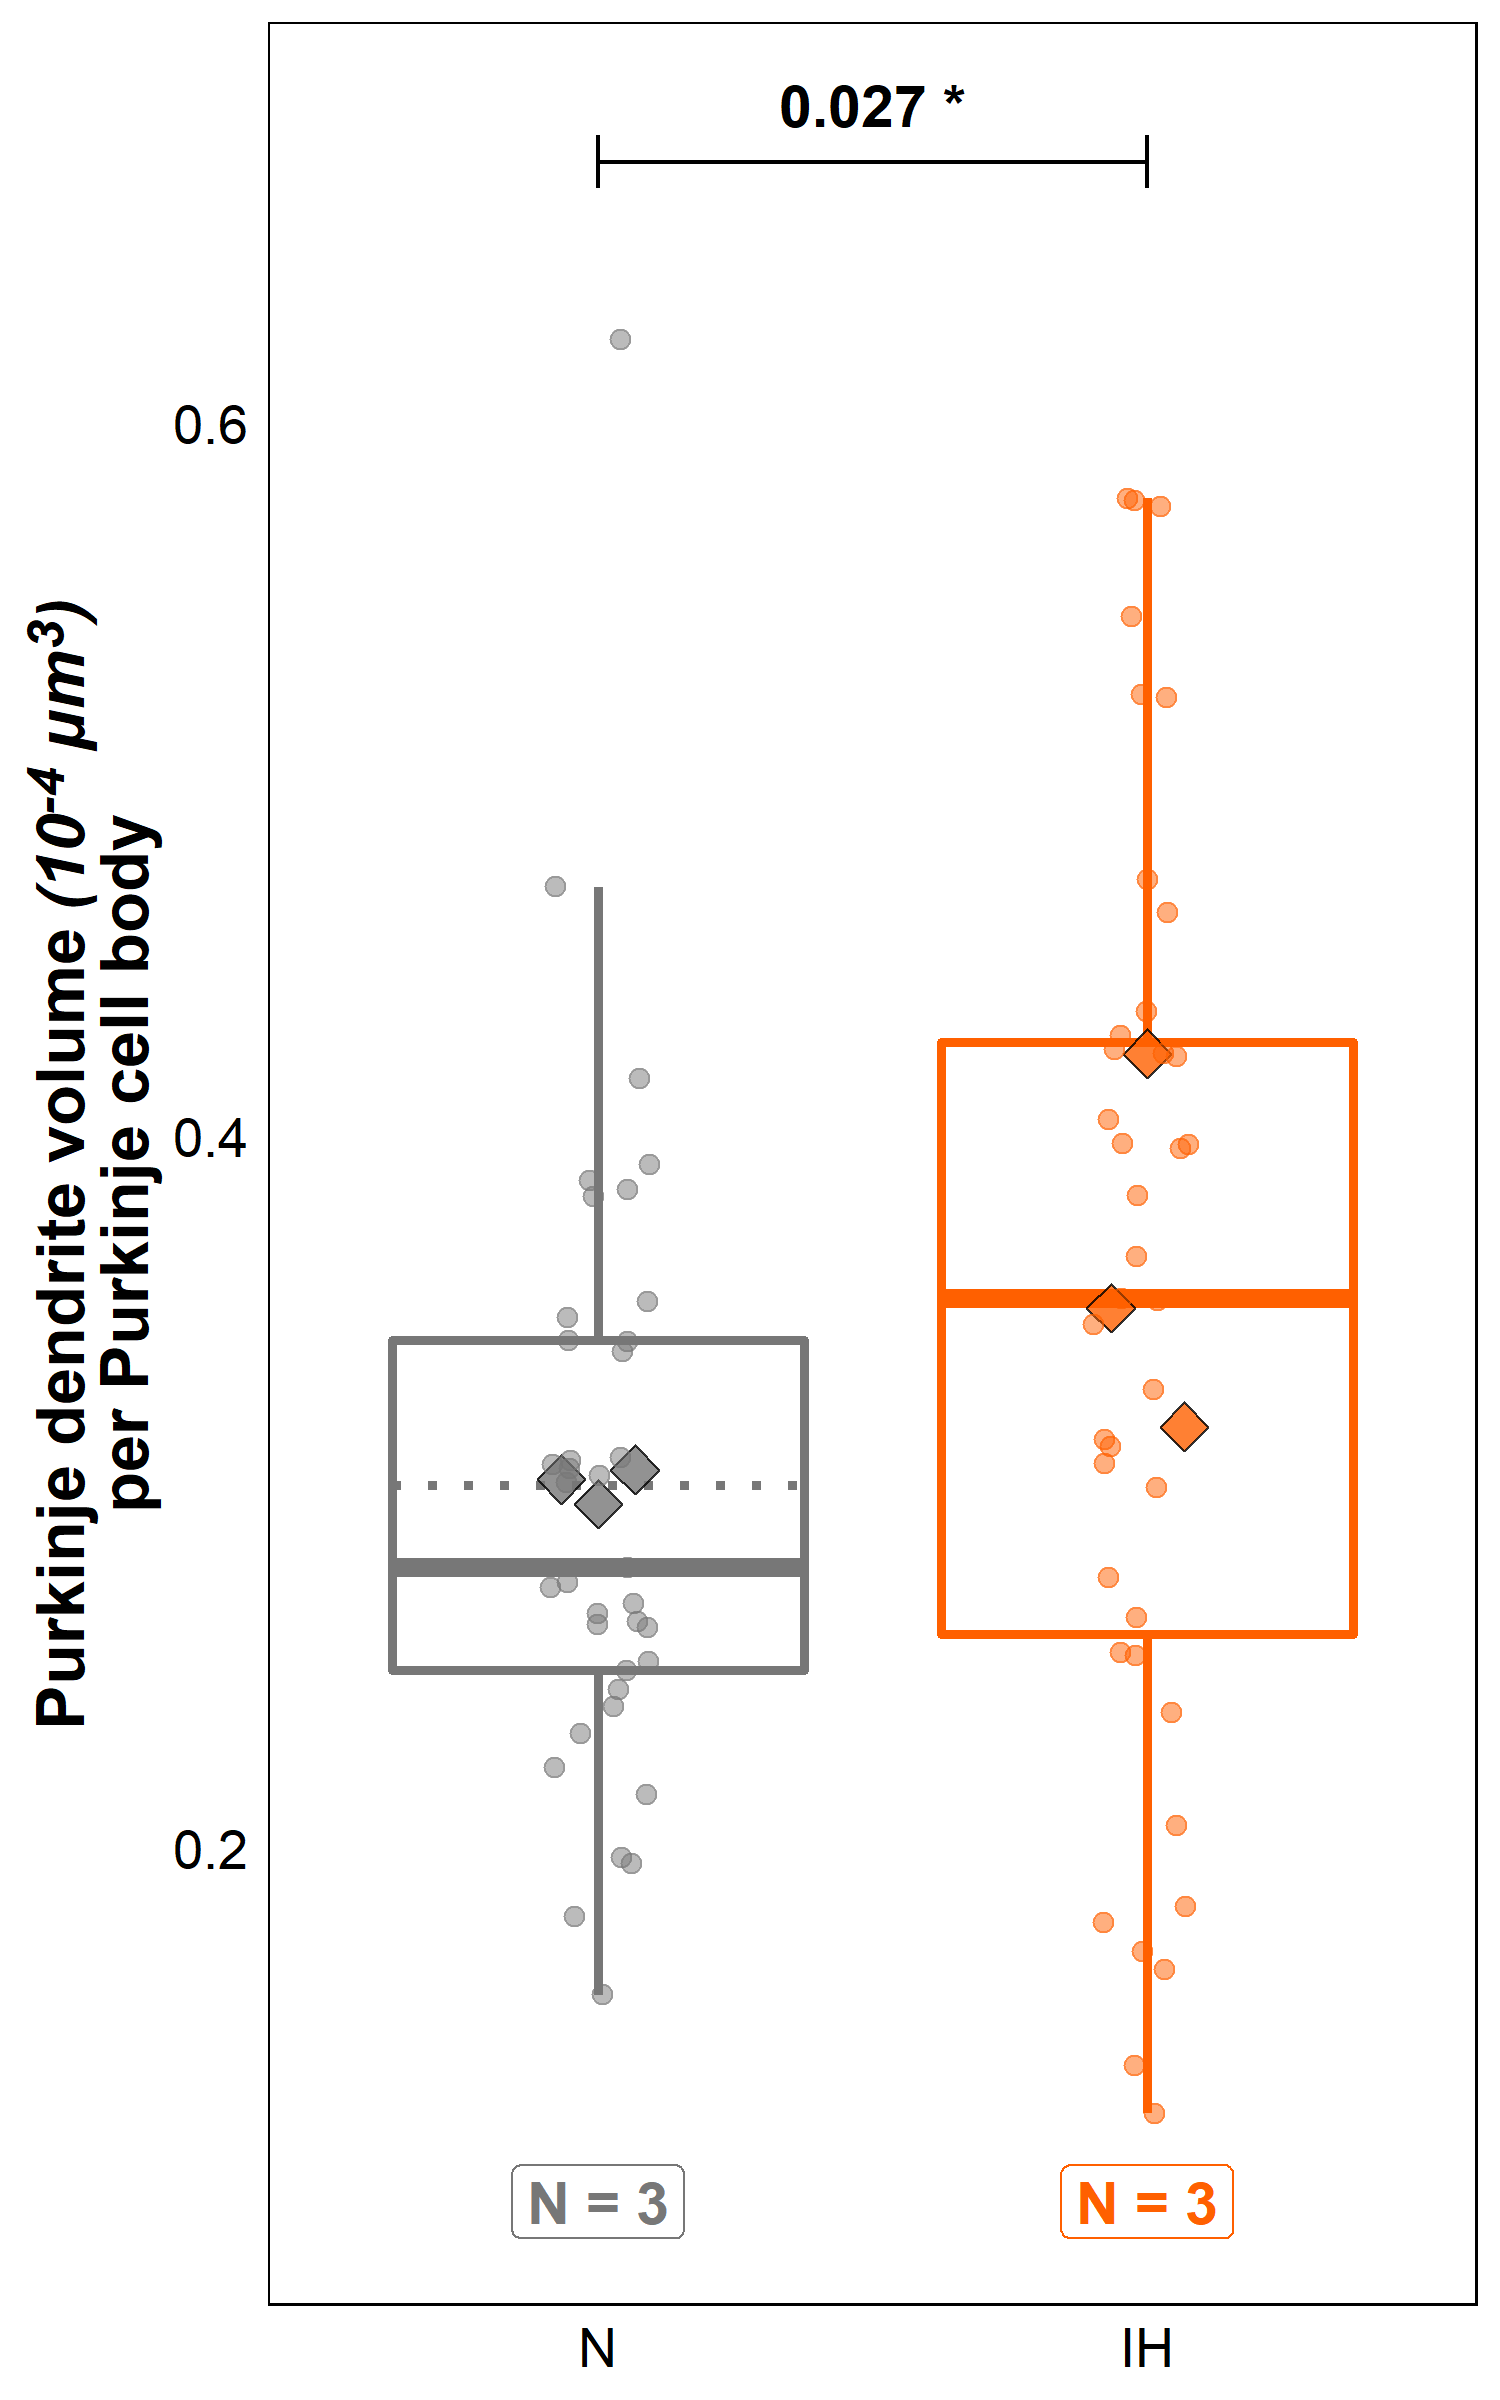 0.027 *
0.6
0.4
0.2
Purkinje dendrite volume (10⁻⁴ µm³)
per Purkinje cell body
N = 3
N = 3
N
IH